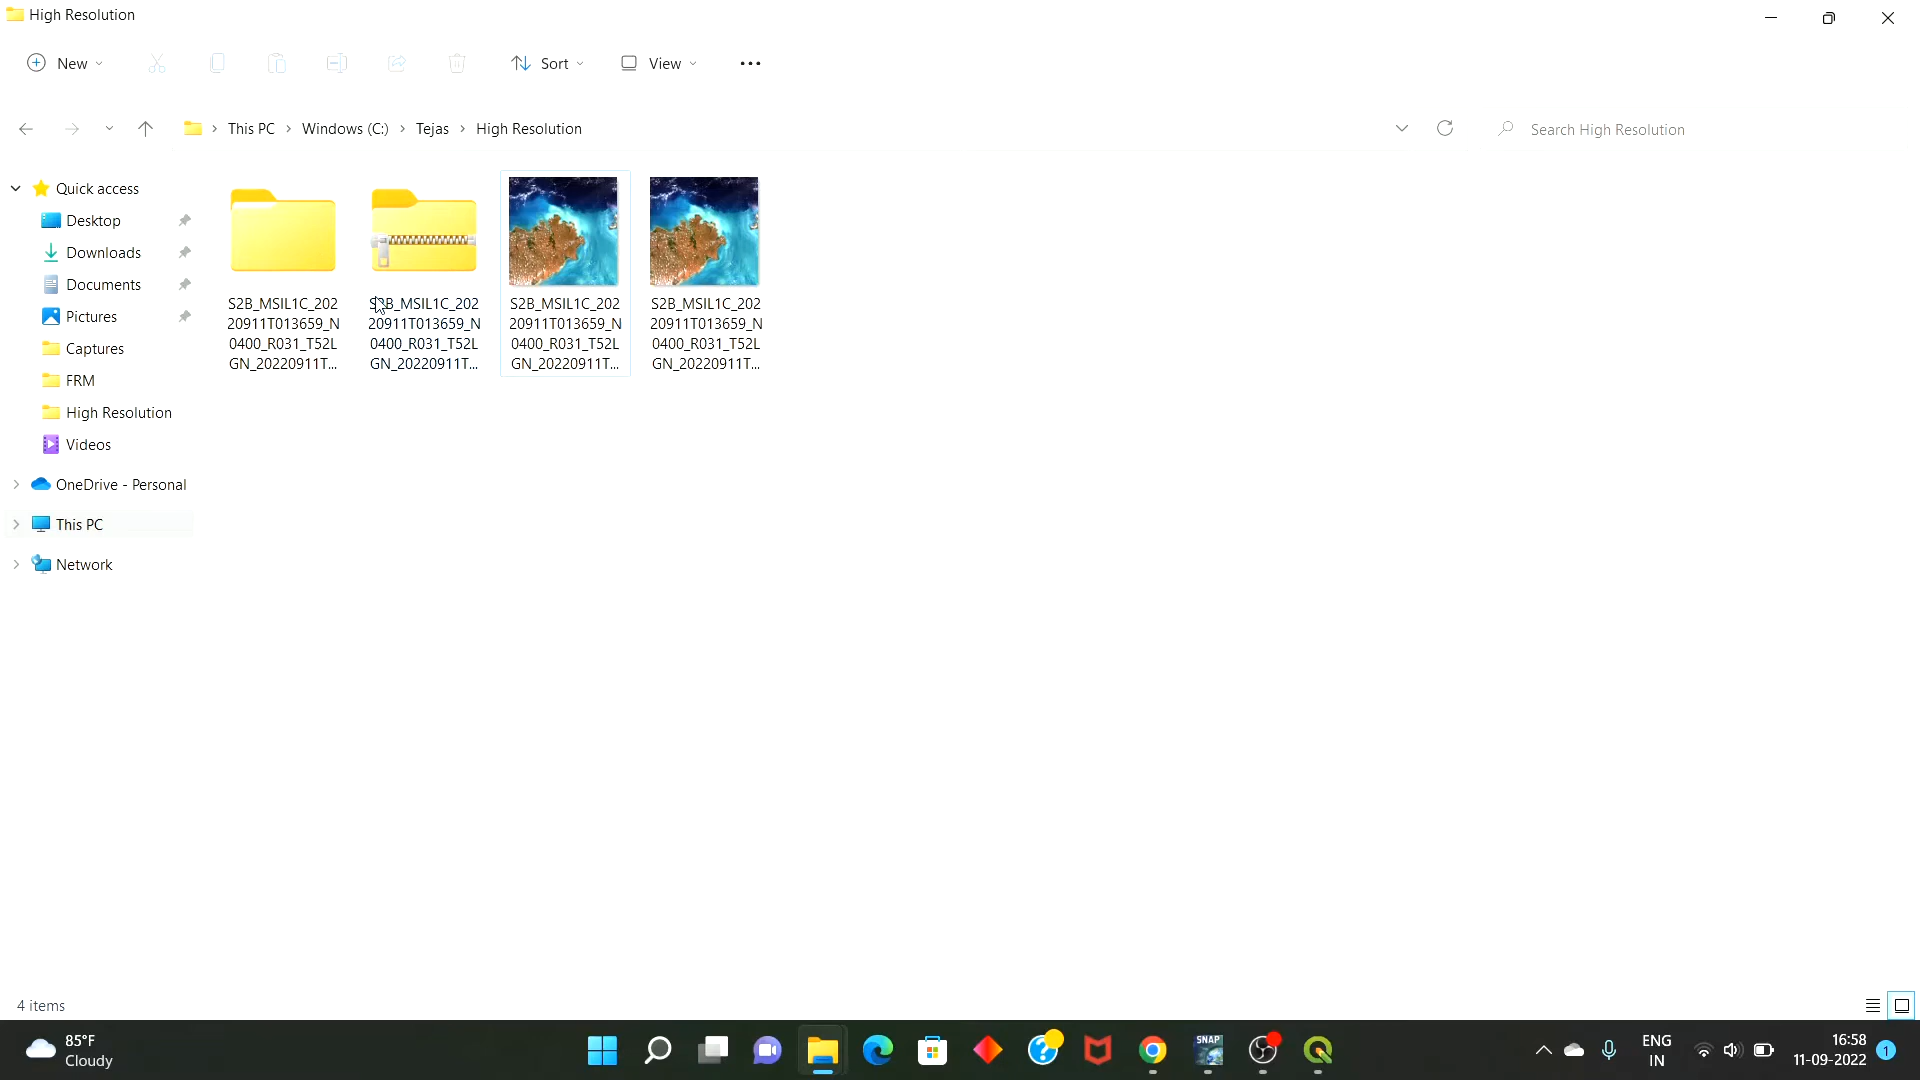 High Resolution
New
Sort
View
This PC > Windows (C:) > Tejas > High Resolution
Search High Resolution
Quick access
Desktop
Downloads
Documents
Pictures
Captures
FRM
High Resolution
Videos
OneDrive - Personal
This PC
Network
S2B_MSIL1C_202
20911T013659_N
0400_R031_T52L
GN_20220911T...
S2B_MSIL1C_202
20911T013659_N
0400_R031_T52L
GN_20220911T...
S2B_MSIL1C_202
20911T013659_N
0400_R031_T52L
GN_20220911T...
S2B_MSIL1C_202
20911T013659_N
0400_R031_T52L
GN_20220911T...
4 items
85°F
Cloudy
SNAP
ENG
IN
16:58
11-09-2022
1